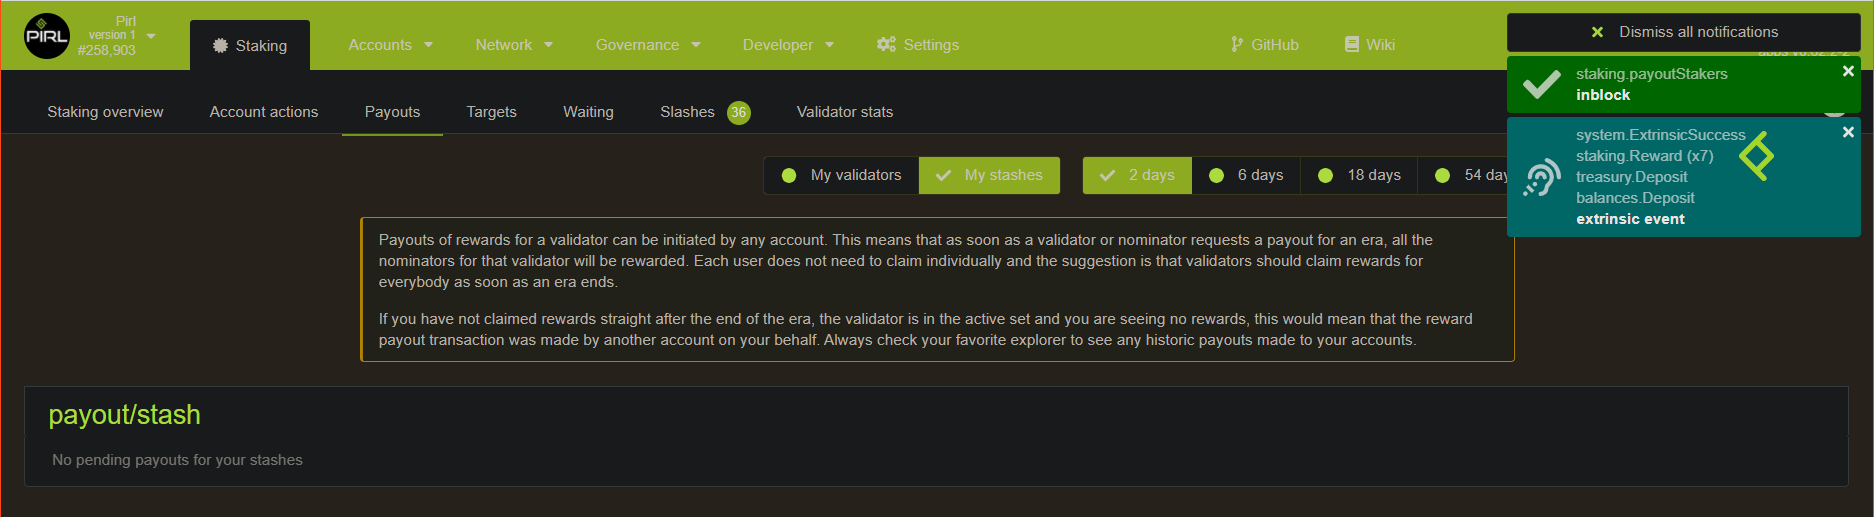 PIRL
Pirl
version 1
#258,903
Staking
Accounts
Network
Governance
Developer
Settings
GitHub
Wiki
Dismiss all notifications
staking.payoutStakers
inblock
system.ExtrinsicSuccess
staking.Reward (x7)
treasury.Deposit
balances.Deposit
extrinsic event
Staking overview
Account actions
Payouts
Targets
Waiting
Slashes 36
Validator stats
My validators
My stashes
2 days
6 days
18 days
54 day
Payouts of rewards for a validator can be initiated by any account. This means that as soon as a validator or nominator requests a payout for an era, all the
nominators for that validator will be rewarded. Each user does not need to claim individually and the suggestion is that validators should claim rewards for
everybody as soon as an era ends.
If you have not claimed rewards straight after the end of the era, the validator is in the active set and you are seeing no rewards, this would mean that the reward
payout transaction was made by another account on your behalf. Always check your favorite explorer to see any historic payouts made to your accounts.
payout/stash
No pending payouts for your stashes